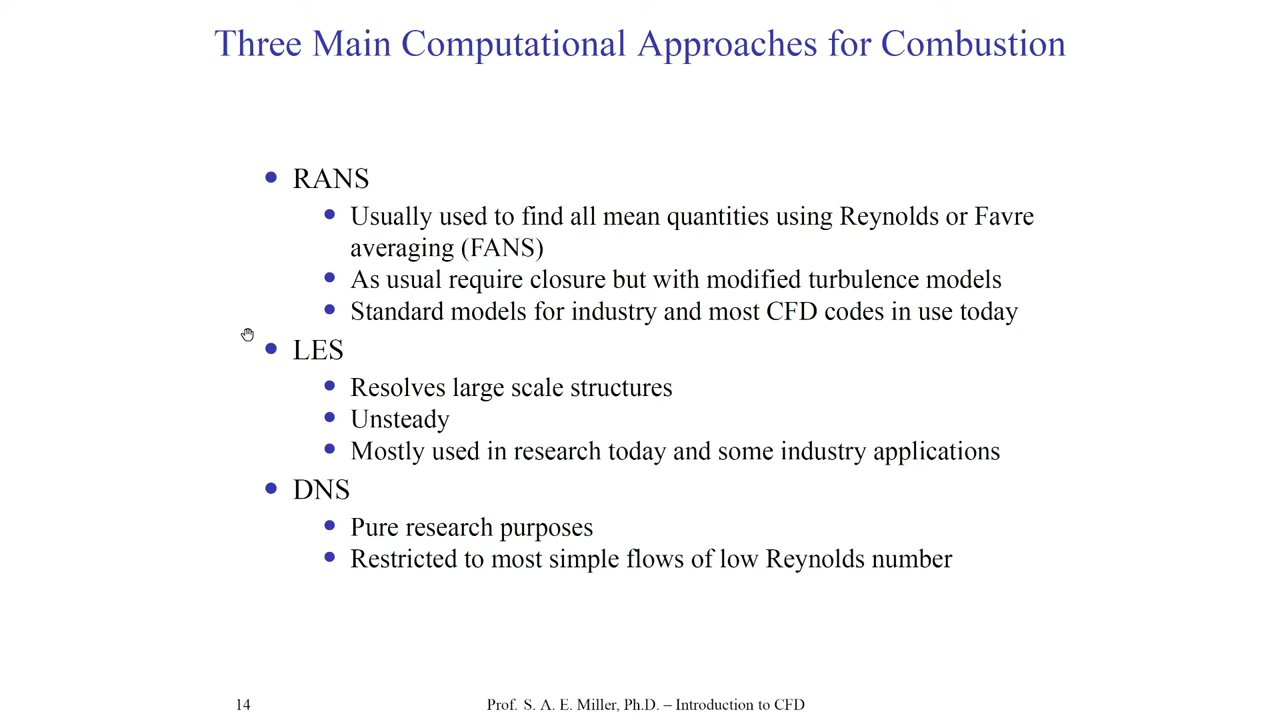 Three Main Computational Approaches for Combustion
• RANS
• Usually used to find all mean quantities using Reynolds or Favre
averaging (FANS)
• As usual require closure but with modified turbulence models
• Standard models for industry and most CFD codes in use today
• LES
• Resolves large scale structures
• Unsteady
• Mostly used in research today and some industry applications
• DNS
• Pure research purposes
• Restricted to most simple flows of low Reynolds number
14 Prof. S. A. E. Miller, Ph.D. – Introduction to CFD